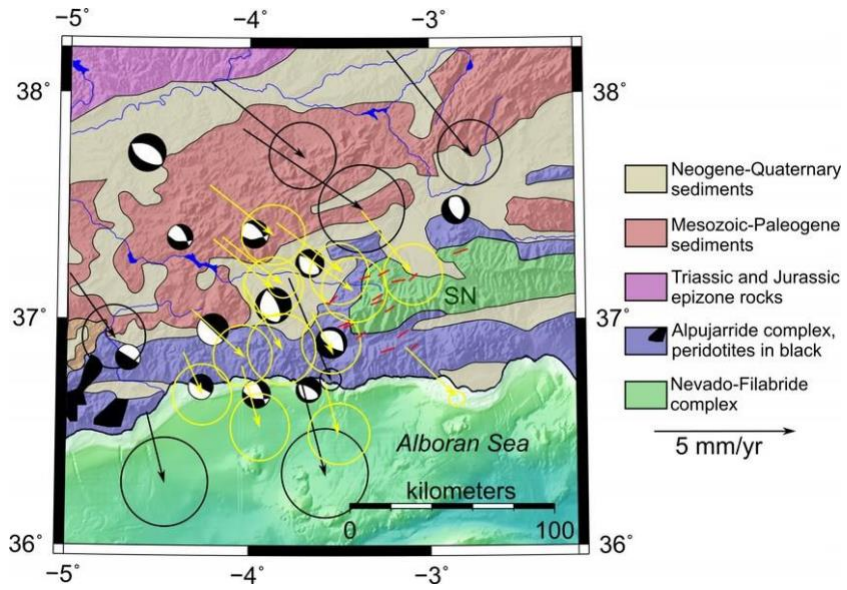 −5° −4° −3°
38° 38°
37° 37°
36° 36°
−5° −4° −3°
SN
Alboran Sea
kilometers
0 100
Neogene-Quaternary
sediments
Mesozoic-Paleogene
sediments
Triassic and Jurassic
epizone rocks
Alpujarride complex,
peridotites in black
Nevado-Filabride
complex
5 mm/yr